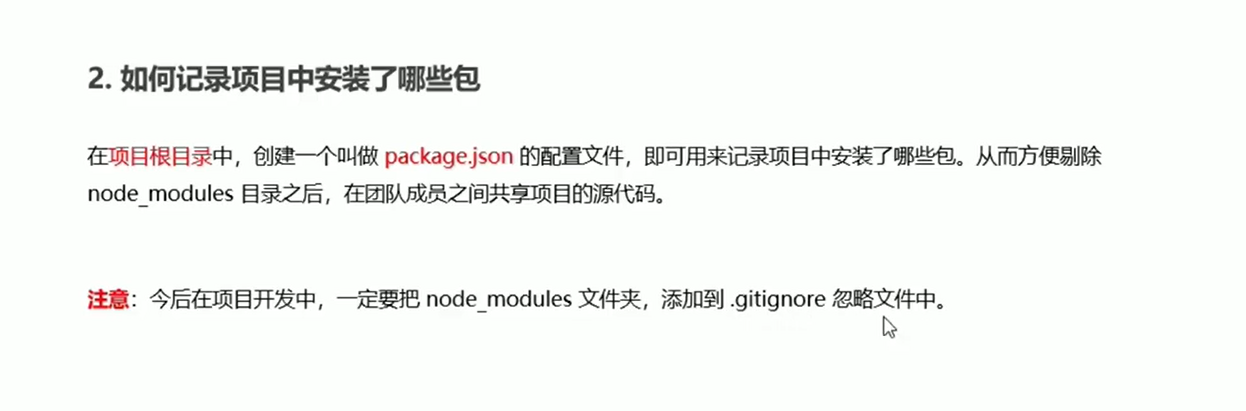 2. 如何记录项目中安装了哪些包
在项目根目录中，创建一个叫做 package.json 的配置文件，即可用来记录项目中安装了哪些包。从而方便剔除
node_modules 目录之后，在团队成员之间共享项目的源代码。
注意：今后在项目开发中，一定要把 node_modules 文件夹，添加到 .gitignore 忽略文件中。